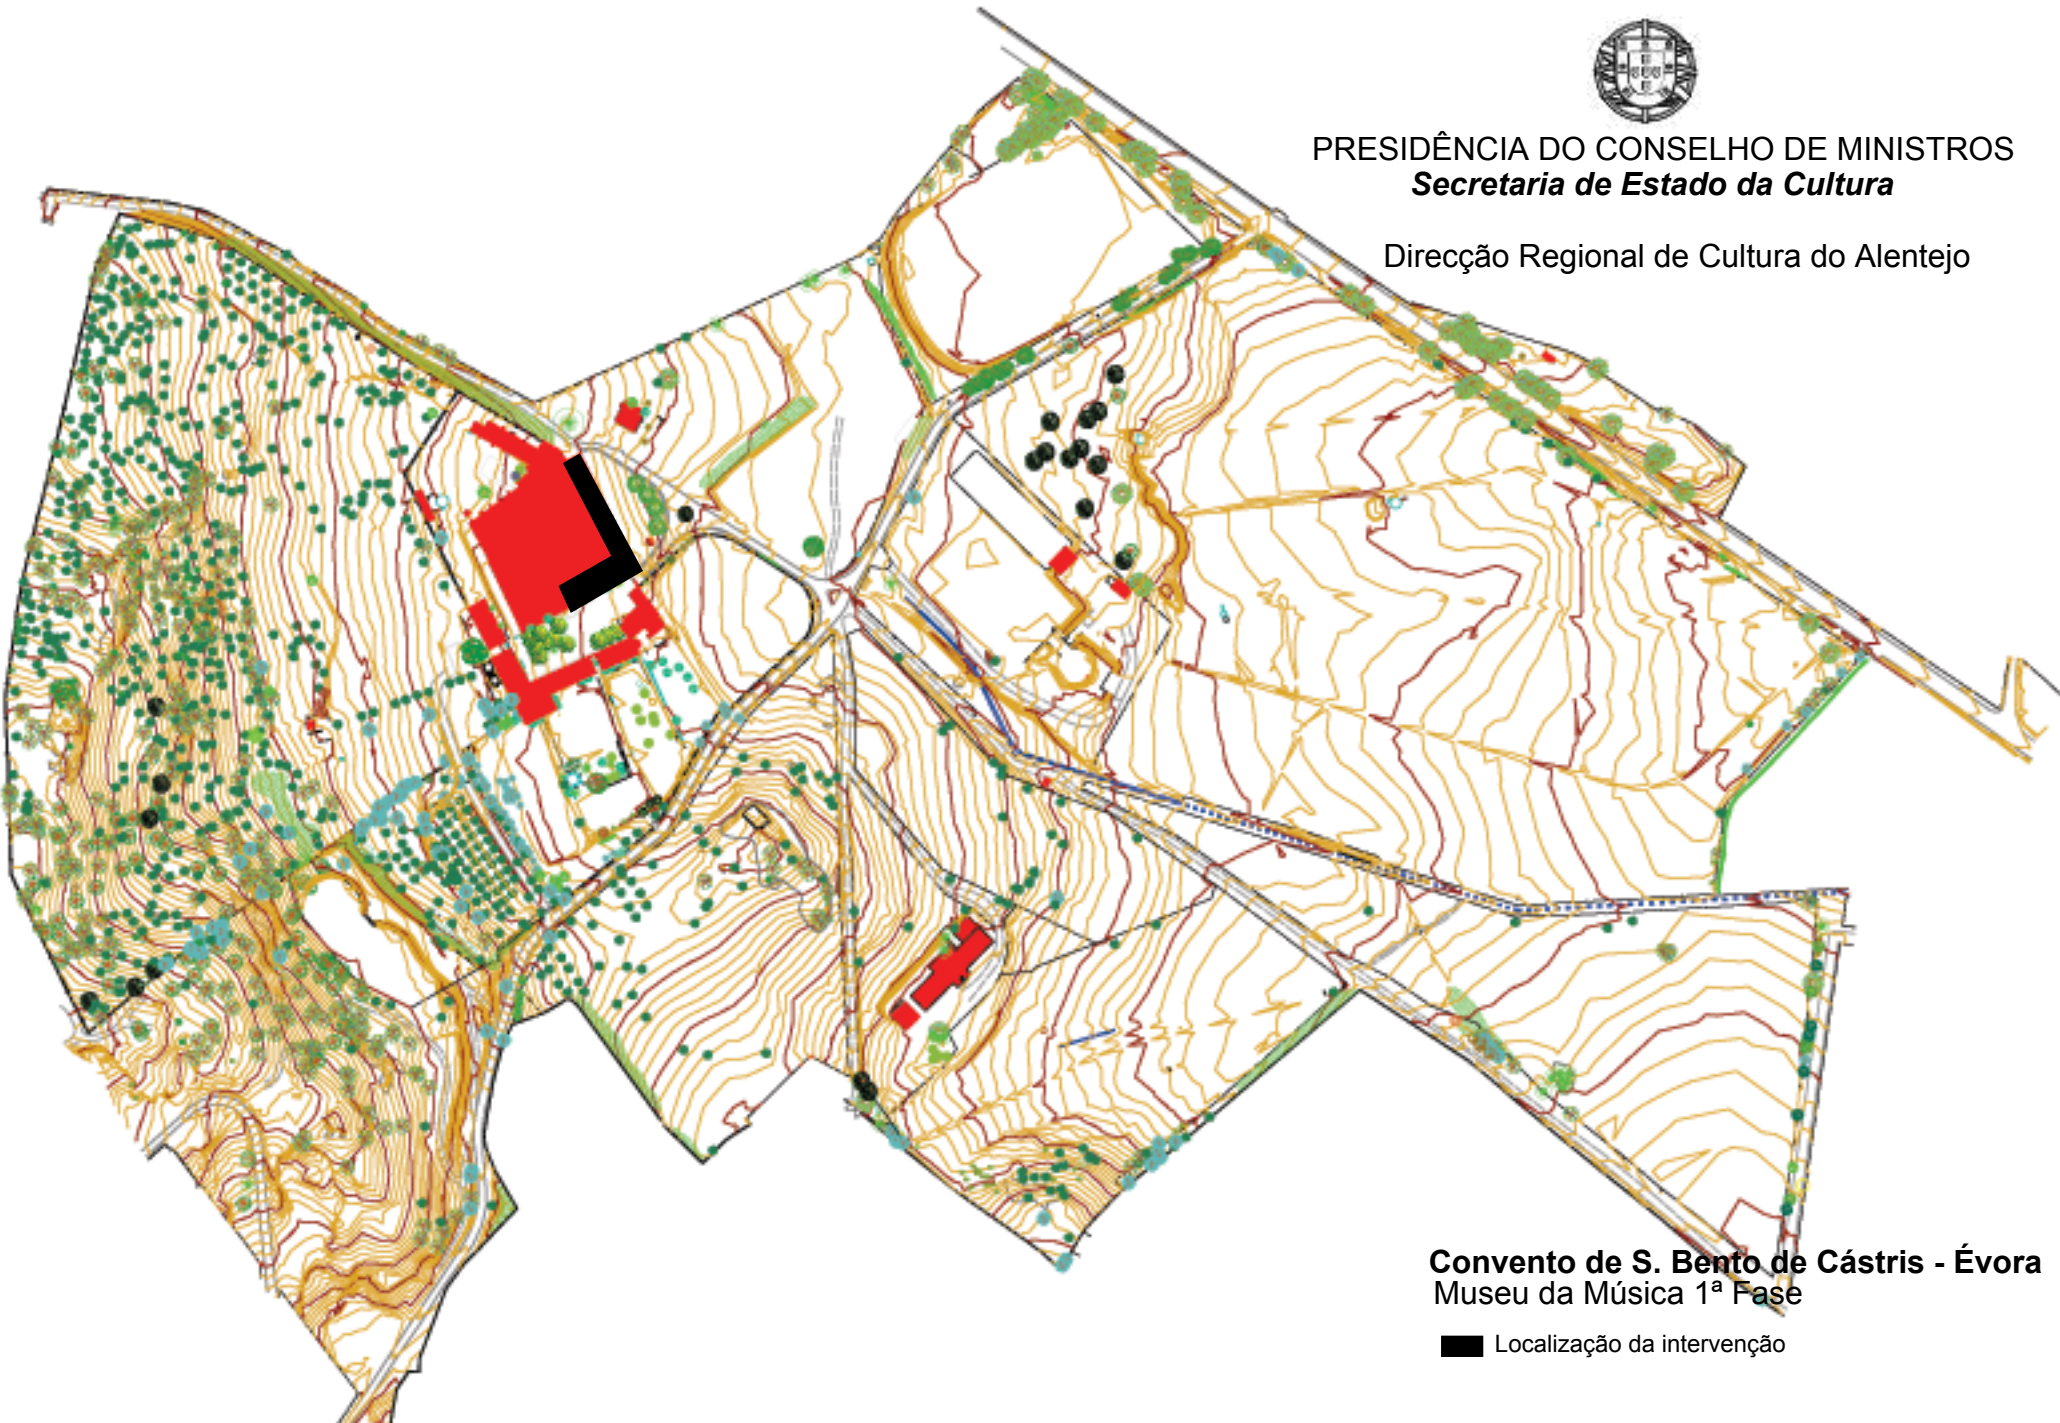 PRESIDÊNCIA DO CONSELHO DE MINISTROS
Secretaria de Estado da Cultura
Direcção Regional de Cultura do Alentejo
Convento de S. Bento de Cástris - Évora
Museu da Música 1ª Fase
Localização da intervenção